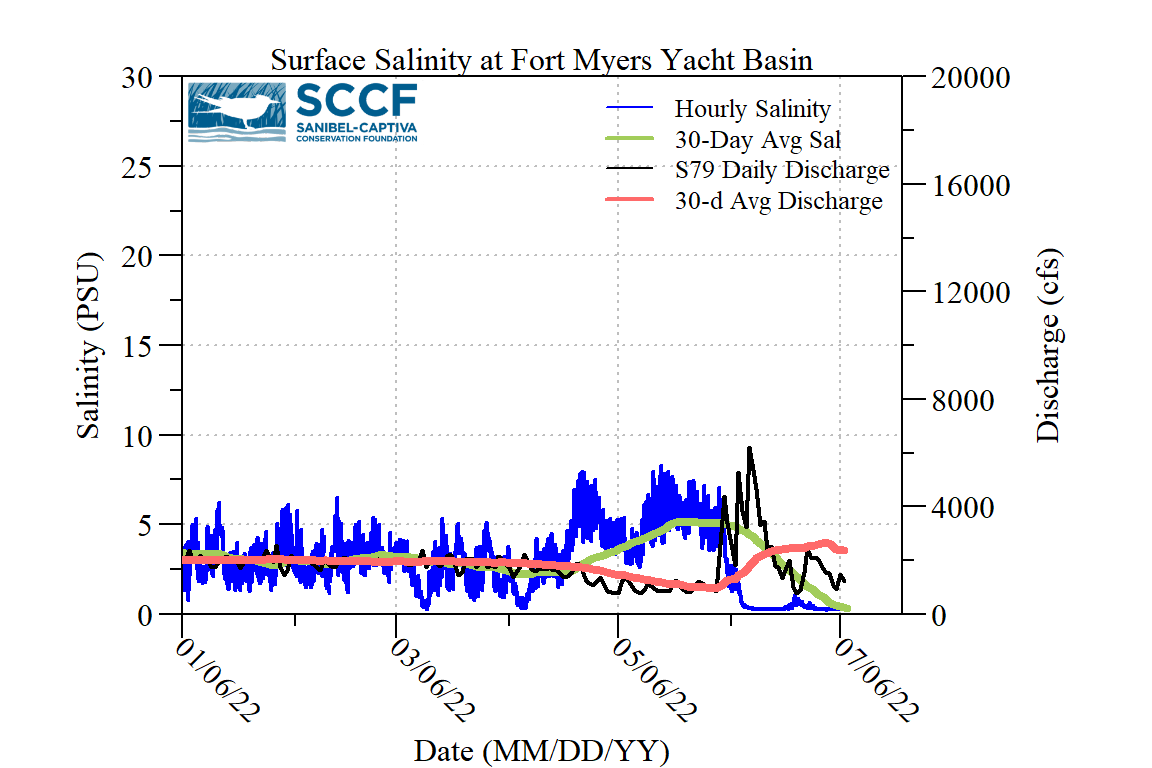 Surface Salinity at Fort Myers Yacht Basin
SCCF
SANIBEL-CAPTIVA
CONSERVATION FOUNDATION
Hourly Salinity
30-Day Avg Sal
S79 Daily Discharge
30-d Avg Discharge
30
25
20
15
10
5
0
Salinity (PSU)
20000
16000
12000
8000
4000
0
Discharge (cfs)
01/06/22
03/06/22
05/06/22
07/06/22
Date (MM/DD/YY)